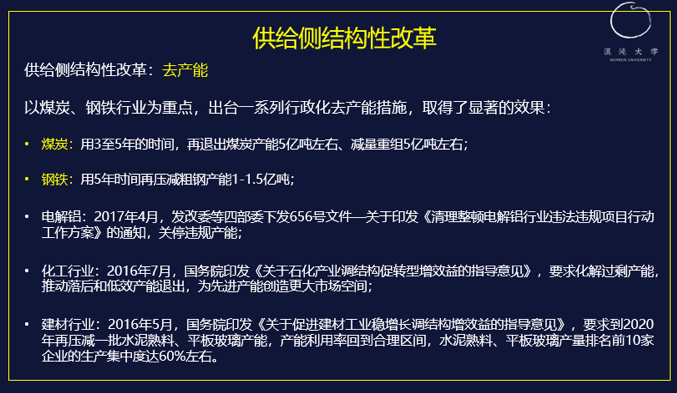 供给侧结构性改革
混沌大学
HUNDUN UNIVERSITY
供给侧结构性改革：去产能
以煤炭、钢铁行业为重点，出台一系列行政化去产能措施，取得了显著的效果：
• 煤炭：用3至5年的时间，再退出煤炭产能5亿吨左右、减量重组5亿吨左右；
• 钢铁：用5年时间再压减粗钢产能1-1.5亿吨；
• 电解铝：2017年4月，发改委等四部委下发656号文件—关于印发《清理整顿电解铝行业违法违规项目行动
工作方案》的通知，关停违规产能；
• 化工行业：2016年7月，国务院印发《关于石化产业调结构促转型增效益的指导意见》，要求化解过剩产能，
推动落后和低效产能退出，为先进产能创造更大市场空间；
• 建材行业：2016年5月，国务院印发《关于促进建材工业稳增长调结构增效益的指导意见》，要求到2020
年再压减一批水泥熟料、平板玻璃产能，产能利用率回到合理区间，水泥熟料、平板玻璃产量排名前10家
企业的生产集中度达60%左右。